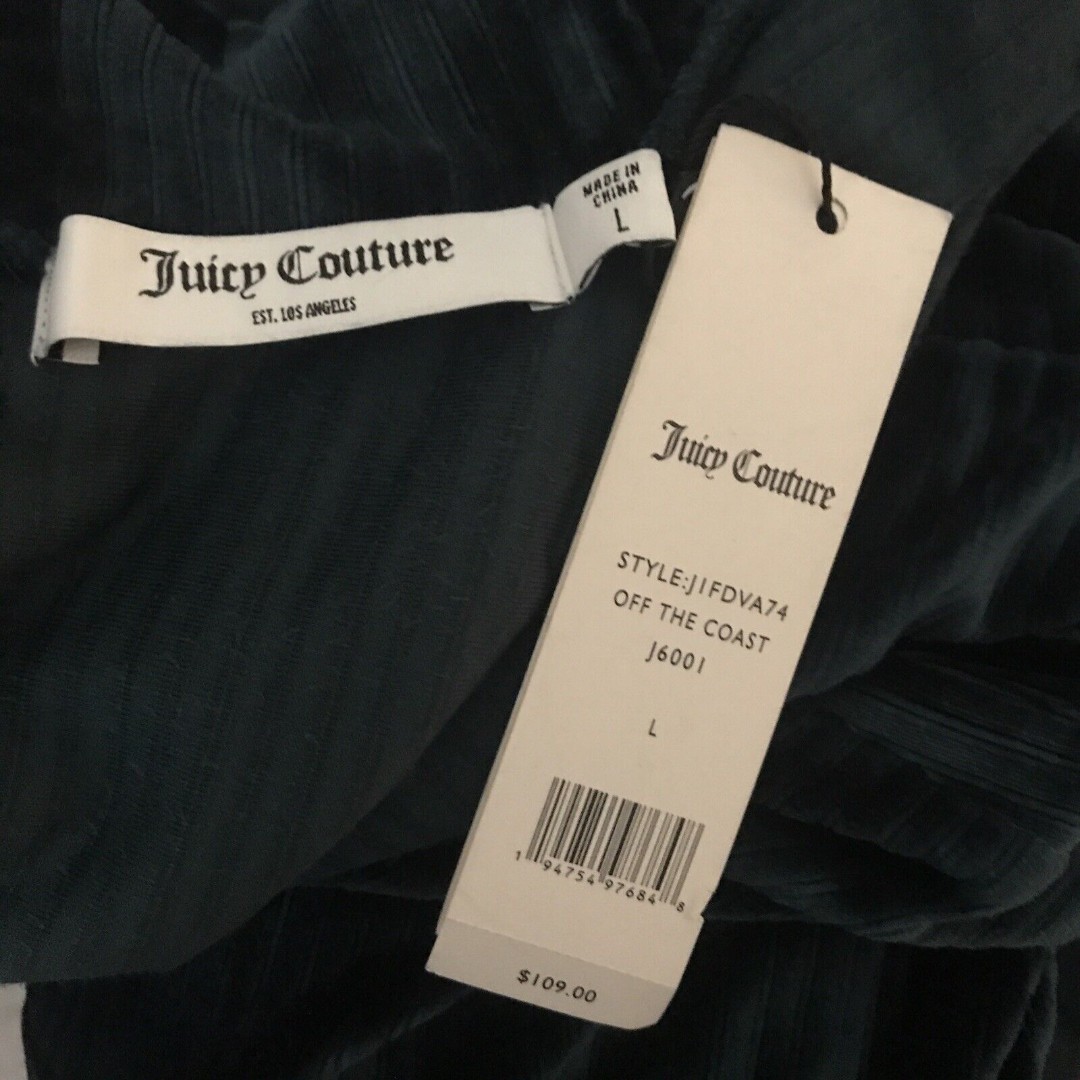 Juicy Couture
EST. LOS ANGELES
MADE IN
CHINA
L
Juicy Couture
STYLE:J1FDVA74
OFF THE COAST
J6001
L
1 94754 97684 8
$109.00